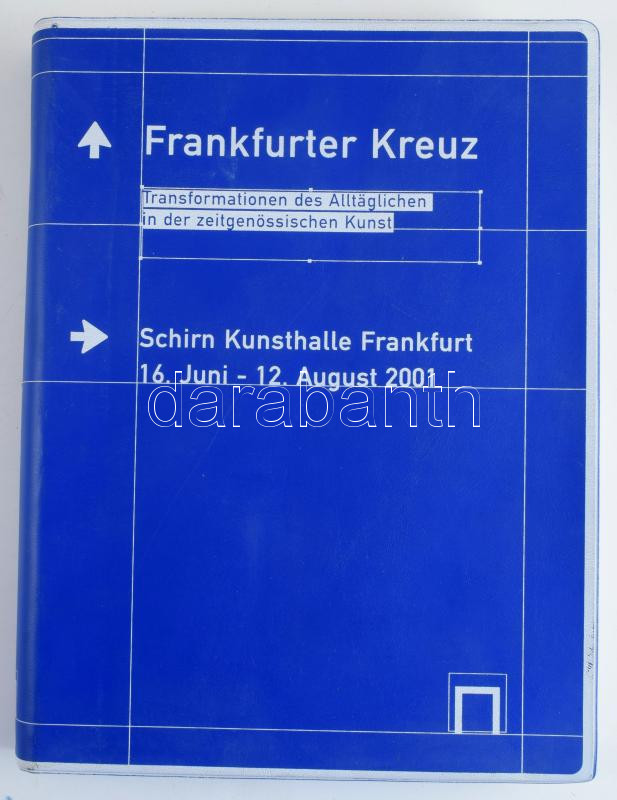 Frankfurter Kreuz
Transformationen des Alltäglichen
in der zeitgenössischen Kunst
Schirn Kunsthalle Frankfurt
16. Juni - 12. August 2001
darabanth